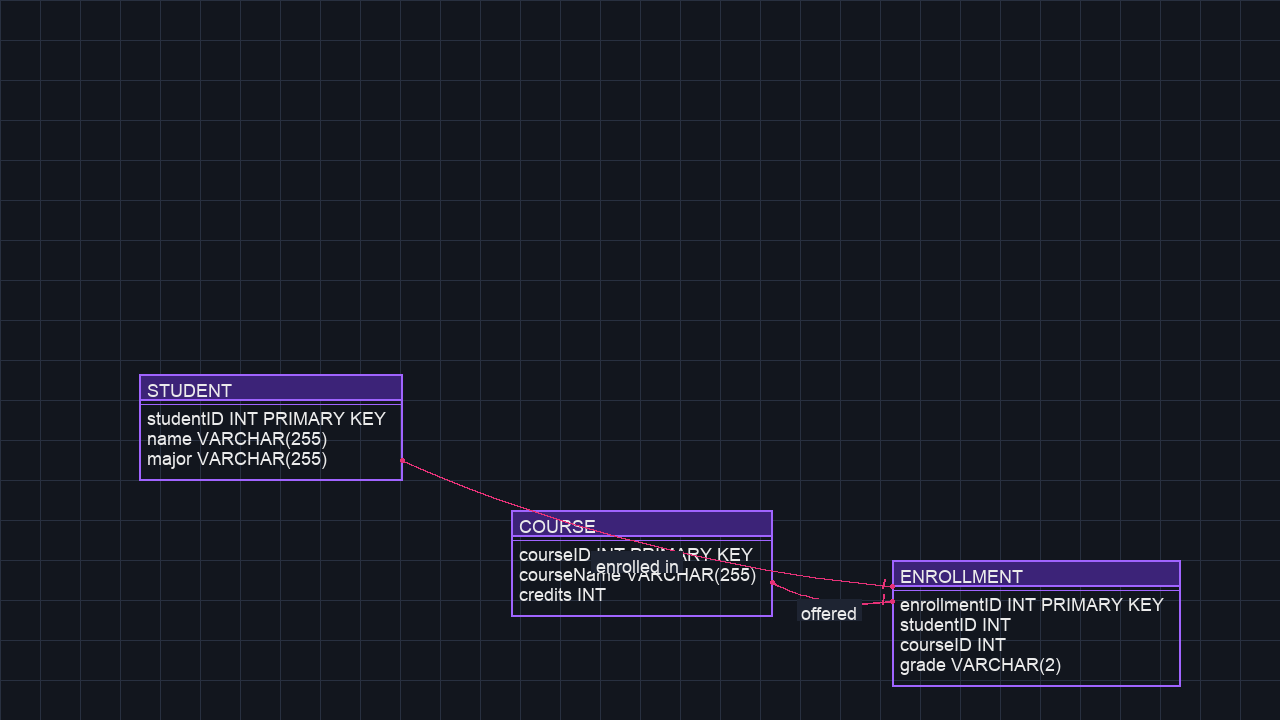 STUDENT
studentID INT PRIMARY KEY
name VARCHAR(255)
major VARCHAR(255)
COURSE
courseID INT PRIMARY KEY
enrolled in
courseName VARCHAR(255)
credits INT
offered
ENROLLMENT
enrollmentID INT PRIMARY KEY
studentID INT
courseID INT
grade VARCHAR(2)